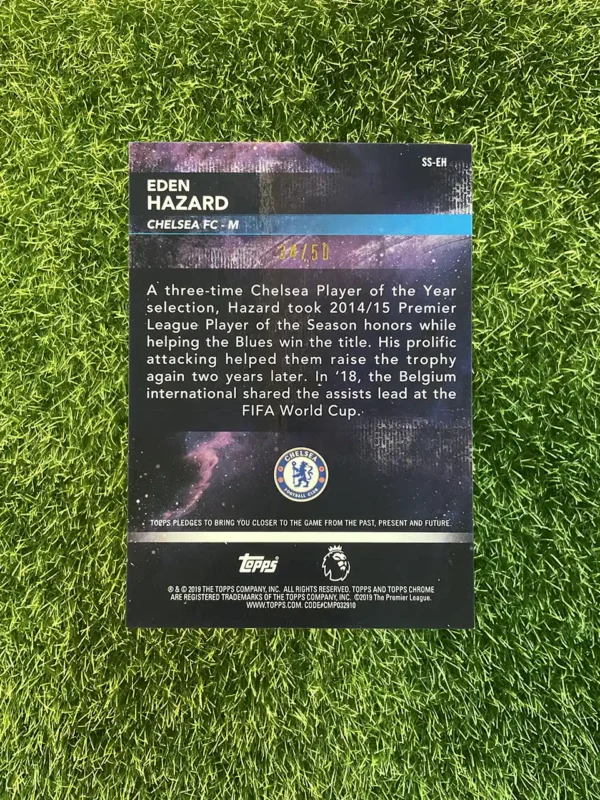 SS-EH
EDEN
HAZARD
CHELSEA FC - M
34/50
A three-time Chelsea Player of the Year
selection, Hazard took 2014/15 Premier
League Player of the Season honors while
helping the Blues win the title. His prolific
attacking helped them raise the trophy
again two years later. In '18, the Belgium
international shared the assists lead at the
FIFA World Cup.
CHELSEA
FOOTBALL CLUB
TOPPS PLEDGES TO BRING YOU CLOSER TO THE GAME FROM THE PAST, PRESENT AND FUTURE.
Topps
® & © 2019 THE TOPPS COMPANY, INC. ALL RIGHTS RESERVED. TOPPS AND TOPPS CHROME
ARE REGISTERED TRADEMARKS OF THE TOPPS COMPANY, INC. ©2019 The Premier League.
WWW.TOPPS.COM. CODE#CMP032910